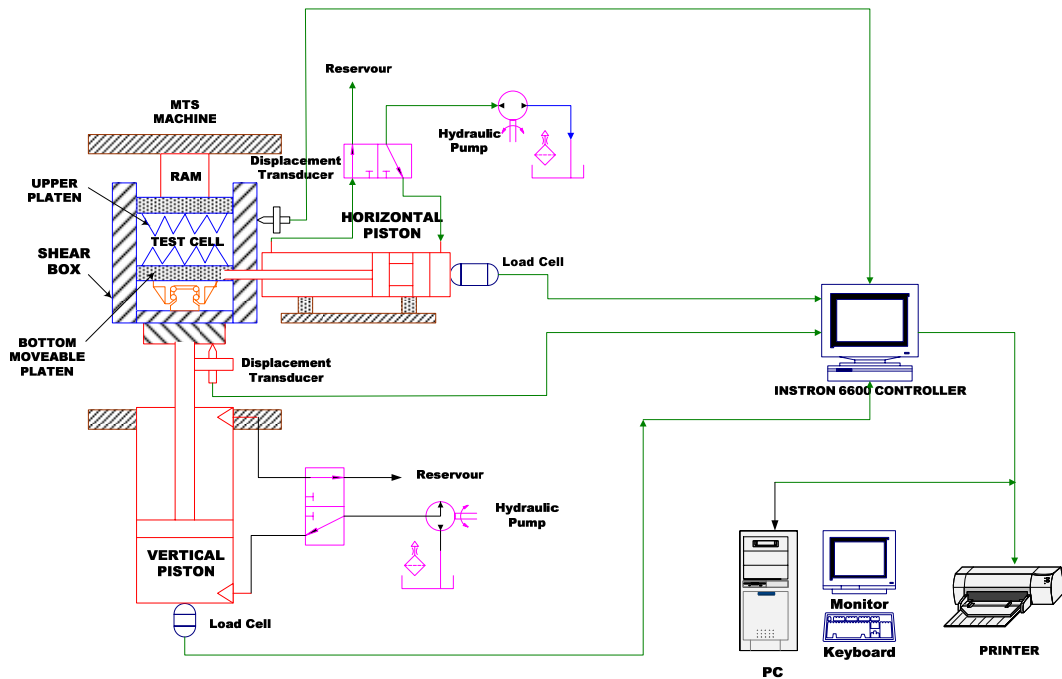 Reservour
MTS
MACHINE
Hydraulic
Pump
Displacement
Transducer
RAM
UPPER
PLATEN
HORIZONTAL
PISTON
TEST CELL
SHEAR
BOX
Load Cell
BOTTOM
MOVEABLE
PLATEN
Displacement
Transducer
INSTRON 6600 CONTROLLER
Reservour
Hydraulic
Pump
VERTICAL
PISTON
Load Cell
Monitor
Keyboard
PC
PRINTER